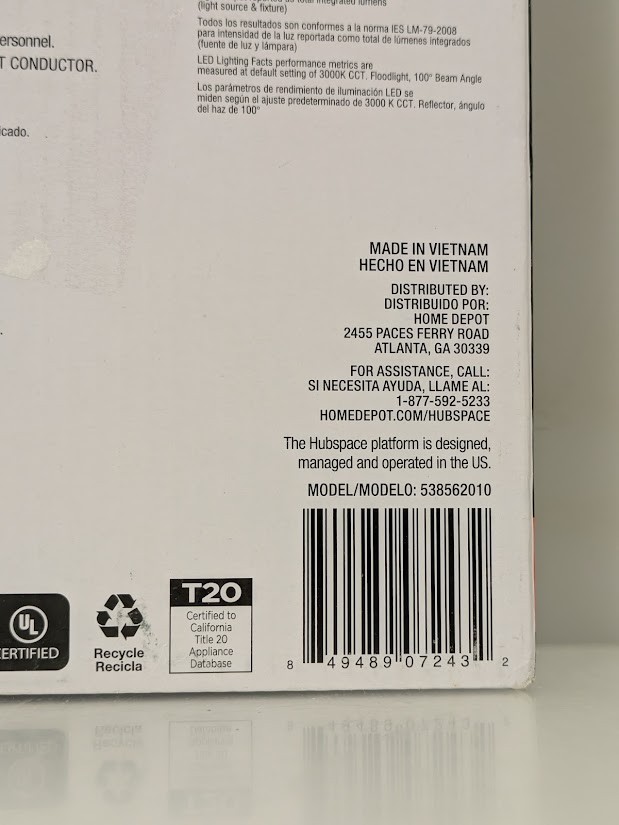 (light source & fixture)
Todos los resultados son conformes a la norma IES LM-79-2008
para intensidad de la luz reportada como total de lúmenes integrados
(fuente de luz y lámpara)
LED Lighting Facts performance metrics are
measured at default setting of 3000K CCT. Floodlight, 100° Beam Angle
Los parámetros de rendimiento de iluminación LED se
miden según el ajuste predeterminado de 3000 K CCT. Reflector, ángulo
del haz de 100°
ersonnel.
T CONDUCTOR.
icado.
MADE IN VIETNAM
HECHO EN VIETNAM
DISTRIBUTED BY:
DISTRIBUIDO POR:
HOME DEPOT
2455 PACES FERRY ROAD
ATLANTA, GA 30339
FOR ASSISTANCE, CALL:
SI NECESITA AYUDA, LLAME AL:
1-877-592-5233
HOMEDEPOT.COM/HUBSPACE
The Hubspace platform is designed,
managed and operated in the US.
MODEL/MODELO: 538562010
UL
CERTIFIED
Recycle
Recicla
T20
Certified to
California
Title 20
Appliance
Database
8 49489 07243 2